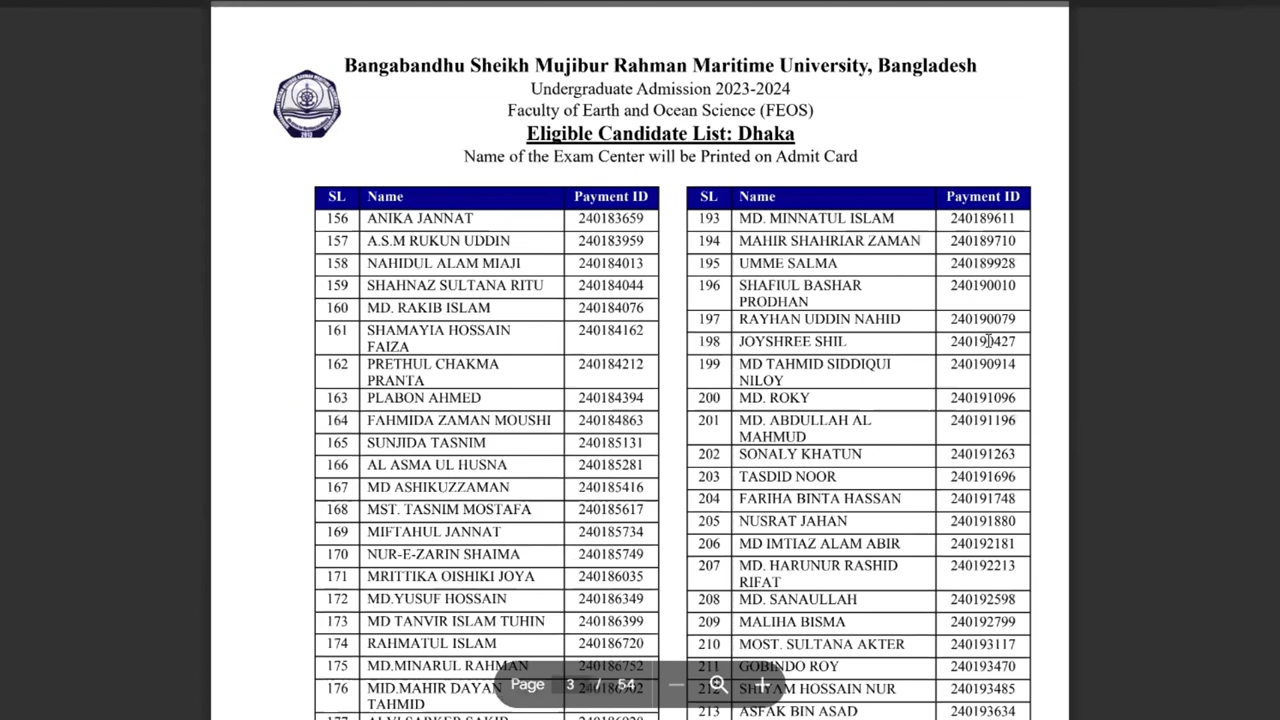 Bangabandhu Sheikh Mujibur Rahman Maritime University, Bangladesh
Undergraduate Admission 2023-2024
Faculty of Earth and Ocean Science (FEOS)
Eligible Candidate List: Dhaka
Name of the Exam Center will be Printed on Admit Card
SL Name Payment ID
156 ANIKA JANNAT 240183659
157 A.S.M RUKUN UDDIN 240183959
158 NAHIDUL ALAM MIAJI 240184013
159 SHAHNAZ SULTANA RITU 240184044
160 MD. RAKIB ISLAM 240184076
161 SHAMAYIA HOSSAIN 240184162
FAIZA
162 PRETHUL CHAKMA 240184212
PRANTA
163 PLABON AHMED 240184394
164 FAHMIDA ZAMAN MOUSHI 240184863
165 SUNJIDA TASNIM 240185131
166 AL ASMA UL HUSNA 240185281
167 MD ASHIKUZZAMAN 240185416
168 MST. TASNIM MOSTAFA 240185617
169 MIFTAHUL JANNAT 240185734
170 NUR-E-ZARIN SHAIMA 240185749
171 MRITTIKA OISHIKI JOYA 240186035
172 MD.YUSUF HOSSAIN 240186349
173 MD TANVIR ISLAM TUHIN 240186399
174 RAHMATUL ISLAM 240186720
175 MD.MINARUL RAHMAN 240186752
176 MID.MAHIR DAYAN
TAHMID
SL Name Payment ID
193 MD. MINNATUL ISLAM 240189611
194 MAHIR SHAHRIAR ZAMAN 240189710
195 UMME SALMA 240189928
196 SHAFIUL BASHAR 240190010
PRODHAN
197 RAYHAN UDDIN NAHID 240190079
198 JOYSHREE SHIL 240190427
199 MD TAHMID SIDDIQUI 240190914
NILOY
200 MD. ROKY 240191096
201 MD. ABDULLAH AL 240191196
MAHMUD
202 SONALY KHATUN 240191263
203 TASDID NOOR 240191696
204 FARIHA BINTA HASSAN 240191748
205 NUSRAT JAHAN 240191880
206 MD IMTIAZ ALAM ABIR 240192181
207 MD. HARUNUR RASHID 240192213
RIFAT
208 MD. SANAULLAH 240192598
209 MALIHA BISMA 240192799
210 MOST. SULTANA AKTER 240193117
211 GOBINDO ROY 240193470
212 SHIYAM HOSSAIN NUR 240193485
213 ASFAK BIN ASAD 240193634
Page 3 / 54